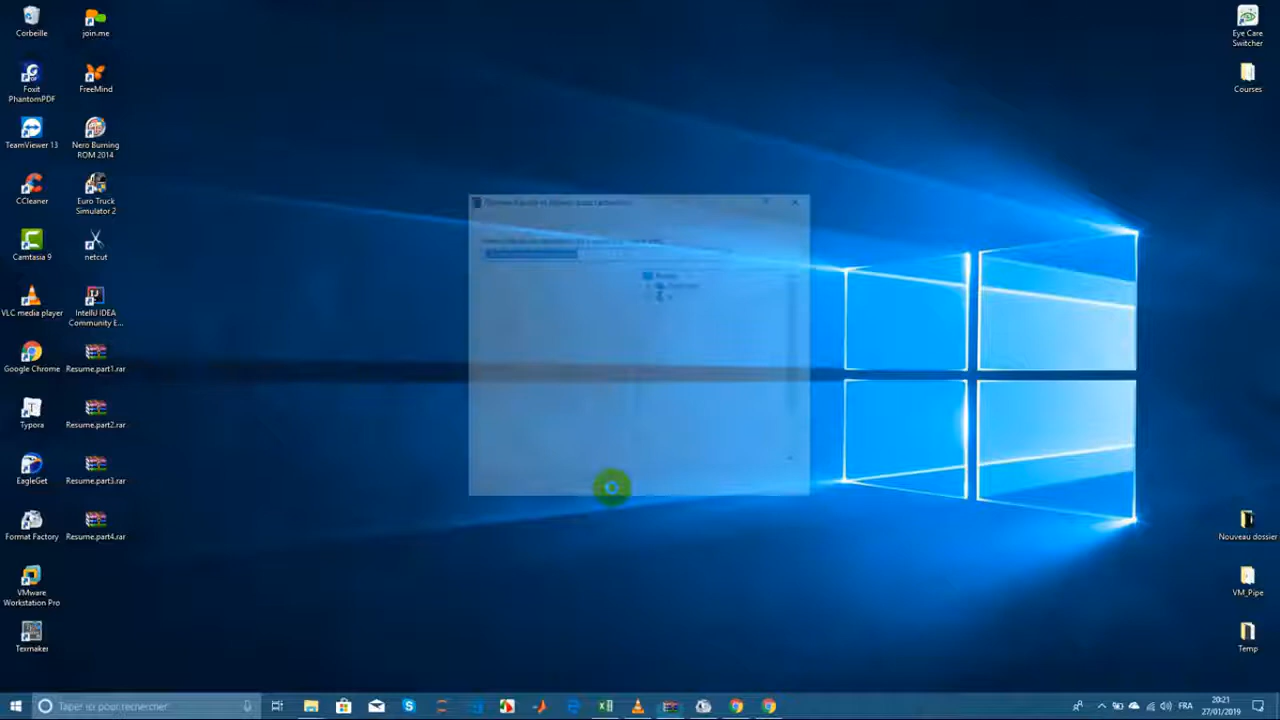 Corbeille
join.me
Foxit
PhantomPDF
FreeMind
TeamViewer 13
Nero Burning
ROM 2014
CCleaner
Euro Truck
Simulator 2
Camtasia 9
netcut
VLC media player
IntelliJ IDEA
Community E...
Google Chrome
Resume.part1.rar
Typora
Resume.part2.rar
EagleGet
Resume.part3.rar
Format Factory
Resume.part4.rar
VMware
Workstation Pro
Texmaker
Eye Care
Switcher
Courses
Nouveau dossier
VM_Pipe
Temp
Taper ici pour rechercher
FRA
20:21
27/01/2019